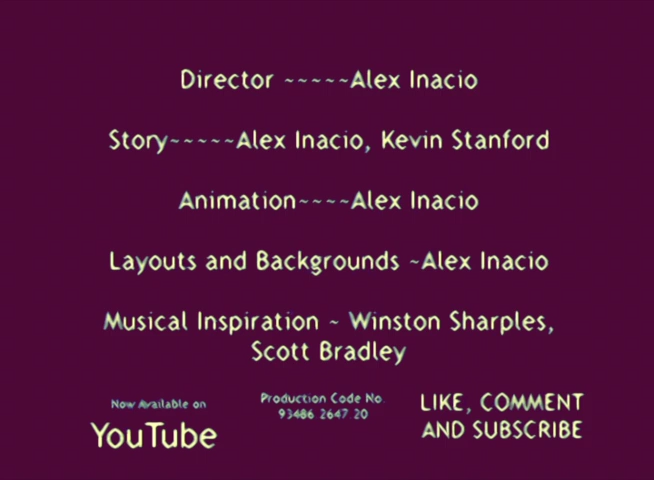 Director ~~~~~Alex Inacio
Story~~~~~Alex Inacio, Kevin Stanford
Animation~~~~Alex Inacio
Layouts and Backgrounds ~Alex Inacio
Musical Inspiration ~ Winston Sharples,
Scott Bradley
Now Available on
YouTube
Production Code No.
93486.2647.20
LIKE, COMMENT
AND SUBSCRIBE